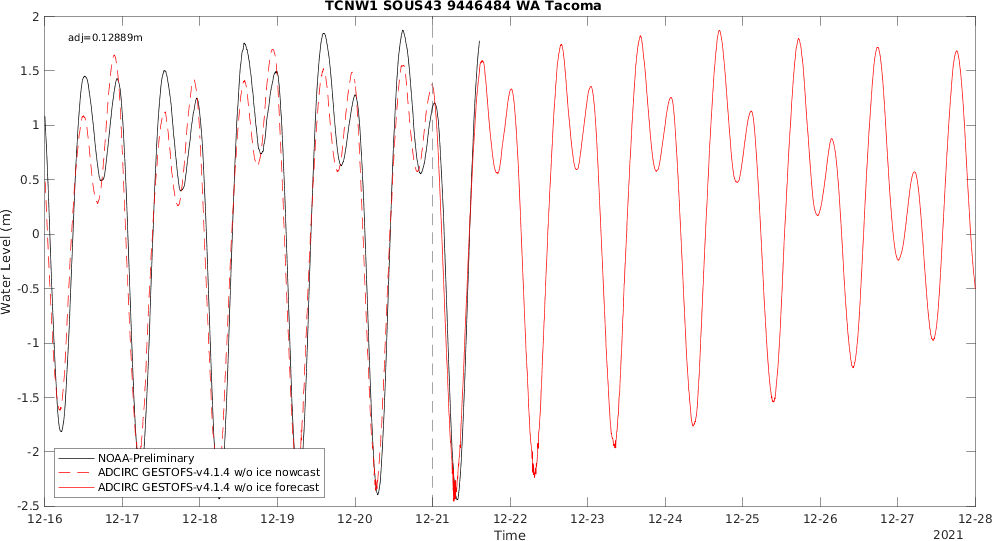 TCNW1 SOUS43 9446484 WA Tacoma
adj=0.12889m
2
1.5
1
0.5
0
-0.5
-1
-1.5
-2
-2.5
Water Level (m)
NOAA-Preliminary
ADCIRC GESTOFS-v4.1.4 w/o ice nowcast
ADCIRC GESTOFS-v4.1.4 w/o ice forecast
12-16 12-17 12-18 12-19 12-20 12-21 12-22 12-23 12-24 12-25 12-26 12-27 12-28
Time
2021